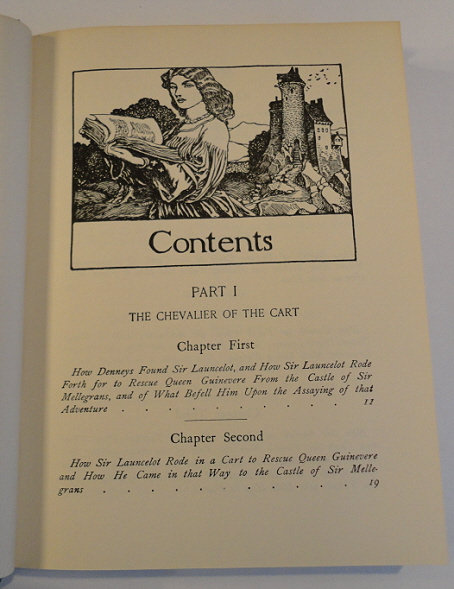 Contents
PART I
THE CHEVALIER OF THE CART
Chapter First
How Denneys Found Sir Launcelot, and How Sir Launcelot Rode
Forth for to Rescue Queen Guinevere From the Castle of Sir
Mellegrans, and of What Befell Him Upon the Assaying of that
Adventure . . . . . . . . . . 11
Chapter Second
How Sir Launcelot Rode in a Cart to Rescue Queen Guinevere
and How He Came in that Way to the Castle of Sir Melle-
grans . . . . . . . . . . . 19